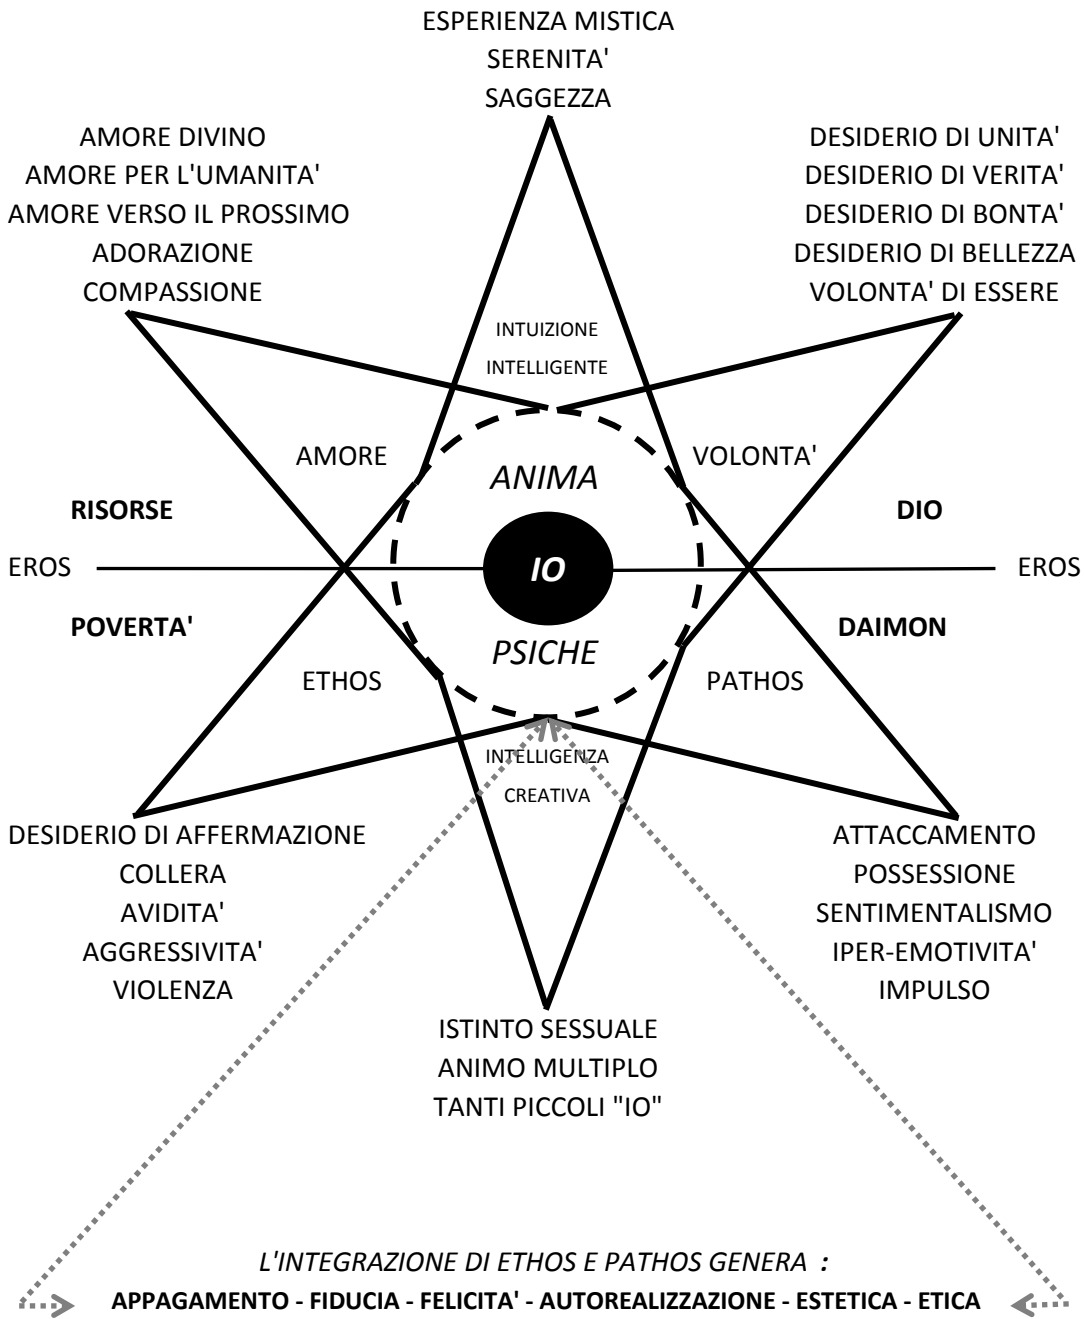 ESPERIENZA MISTICA
SERENITA'
SAGGEZZA
AMORE DIVINO
AMORE PER L'UMANITA'
AMORE VERSO IL PROSSIMO
ADORAZIONE
COMPASSIONE
DESIDERIO DI UNITA'
DESIDERIO DI VERITA'
DESIDERIO DI BONTA'
DESIDERIO DI BELLEZZA
VOLONTA' DI ESSERE
INTUIZIONE
INTELLIGENTE
AMORE
VOLONTA'
ANIMA
RISORSE
DIO
EROS
IO
EROS
POVERTA'
DAIMON
PSICHE
ETHOS
PATHOS
INTELLIGENZA
CREATIVA
DESIDERIO DI AFFERMAZIONE
COLLERA
AVIDITA'
AGGRESSIVITA'
VIOLENZA
ATTACCAMENTO
POSSESSIONE
SENTIMENTALISMO
IPER-EMOTIVITA'
IMPULSO
ISTINTO SESSUALE
ANIMO MULTIPLO
TANTI PICCOLI "IO"
L'INTEGRAZIONE DI ETHOS E PATHOS GENERA :
APPAGAMENTO - FIDUCIA - FELICITA' - AUTOREALIZZAZIONE - ESTETICA - ETICA